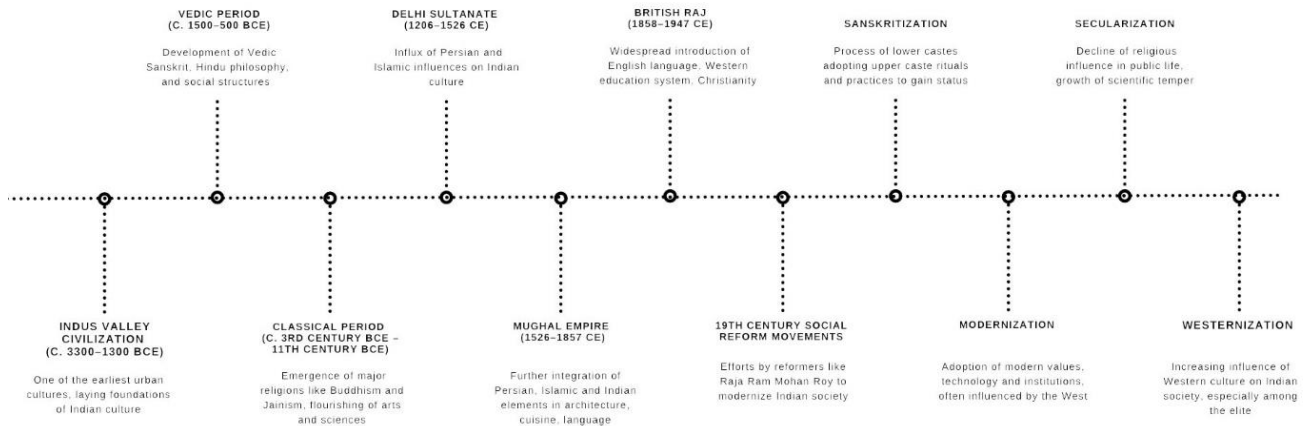 VEDIC PERIOD
(C. 1500–500 BCE)
Development of Vedic
Sanskrit, Hindu philosophy,
and social structures
DELHI SULTANATE
(1206–1526 CE)
Influx of Persian and
Islamic influences on Indian
culture
BRITISH RAJ
(1858–1947 CE)
Widespread introduction of
English language, Western
education system, Christianity
SANSKRITIZATION
Process of lower castes
adopting upper caste rituals
and practices to gain status
SECULARIZATION
Decline of religious
influence in public life,
growth of scientific temper
INDUS VALLEY
CIVILIZATION
(C. 3300–1300 BCE)
One of the earliest urban
cultures, laying foundations
of Indian culture
CLASSICAL PERIOD
(C. 3RD CENTURY BCE –
11TH CENTURY BCE)
Emergence of major
religions like Buddhism and
Jainism, flourishing of arts
and sciences
MUGHAL EMPIRE
(1526–1857 CE)
Further integration of
Persian, Islamic and Indian
elements in architecture,
cuisine, language
19TH CENTURY SOCIAL
REFORM MOVEMENTS
Efforts by reformers like
Raja Ram Mohan Roy to
modernize Indian society
MODERNIZATION
Adoption of modern values,
technology and institutions,
often influenced by the West
WESTERNIZATION
Increasing influence of
Western culture on Indian
society, especially among
the elite